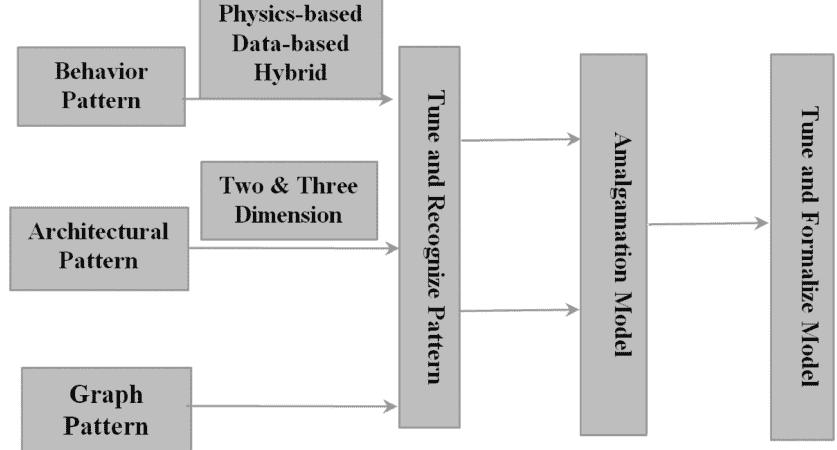 Physics-based
Data-based
Hybrid
Behavior
Pattern
Two & Three
Dimension
Architectural
Pattern
Graph
Pattern
Tune and Recognize Pattern
Amalgamation Model
Tune and Formalize Model